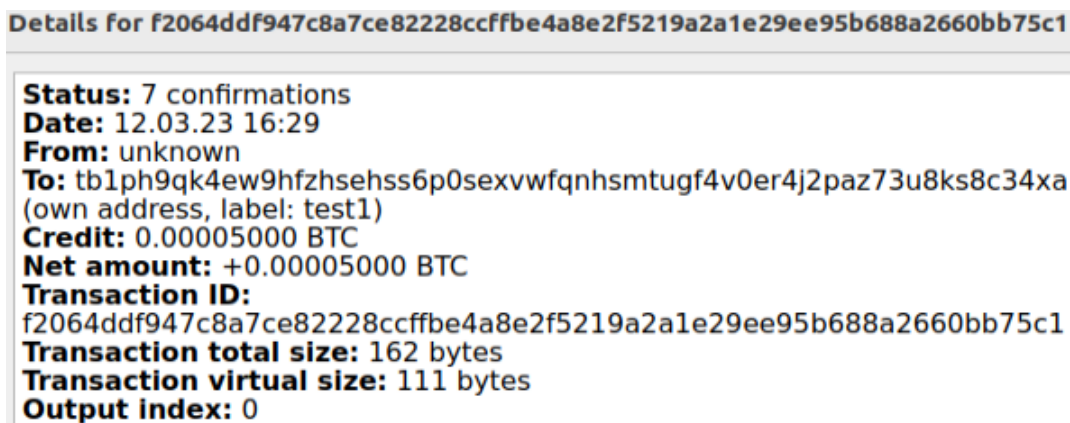 Details for f2064ddf947c8a7ce82228ccffbe4a8e2f5219a2a1e29ee95b688a2660bb75c1
Status: 7 confirmations
Date: 12.03.23 16:29
From: unknown
To: tb1ph9qk4ew9hfzhsehss6p0sexvwfqnhsmtugf4v0er4j2paz73u8ks8c34xa
(own address, label: test1)
Credit: 0.00005000 BTC
Net amount: +0.00005000 BTC
Transaction ID:
f2064ddf947c8a7ce82228ccffbe4a8e2f5219a2a1e29ee95b688a2660bb75c1
Transaction total size: 162 bytes
Transaction virtual size: 111 bytes
Output index: 0